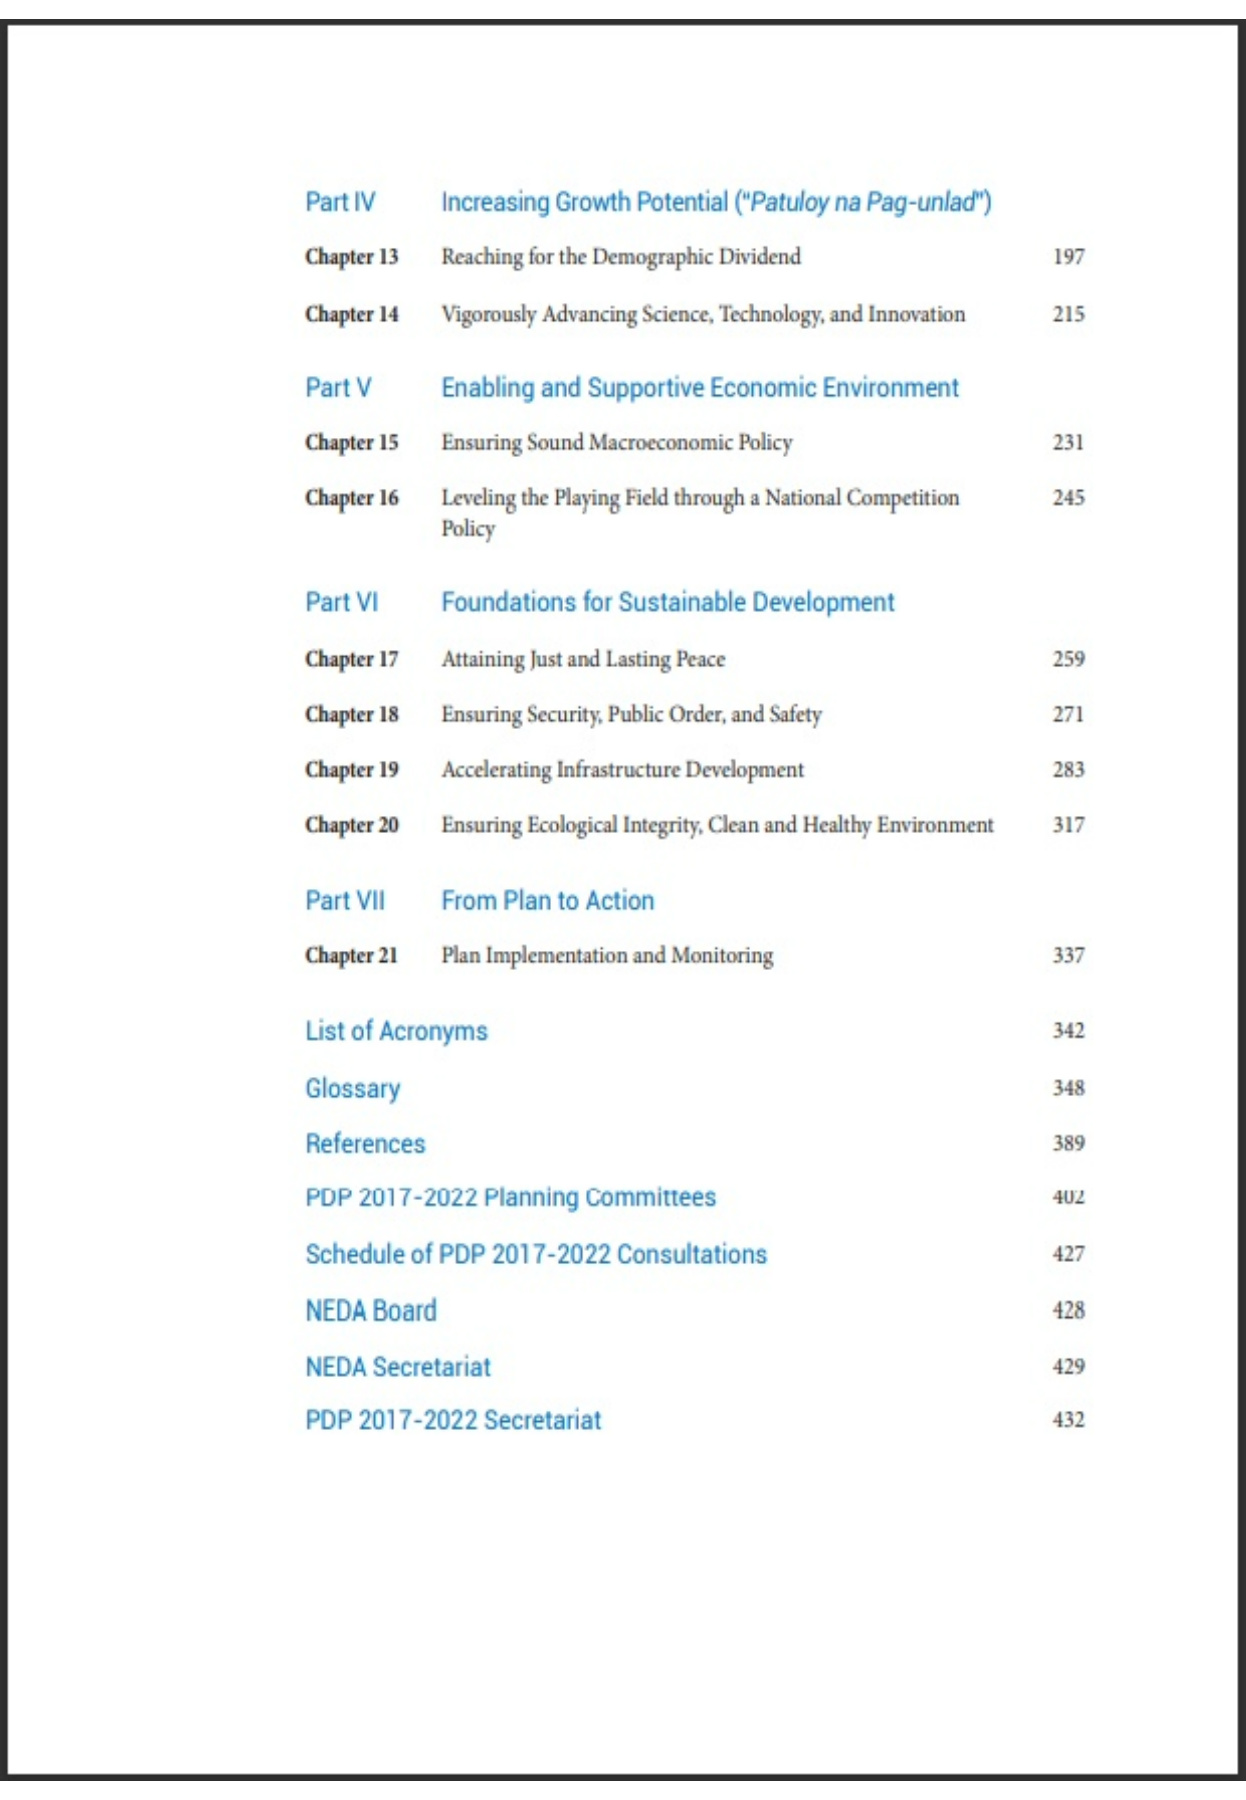 Part IV Increasing Growth Potential ("Patuloy na Pag-unlad")
Chapter 13 Reaching for the Demographic Dividend 197
Chapter 14 Vigorously Advancing Science, Technology, and Innovation 215
Part V Enabling and Supportive Economic Environment
Chapter 15 Ensuring Sound Macroeconomic Policy 231
Chapter 16 Leveling the Playing Field through a National Competition 245
Policy
Part VI Foundations for Sustainable Development
Chapter 17 Attaining Just and Lasting Peace 259
Chapter 18 Ensuring Security, Public Order, and Safety 271
Chapter 19 Accelerating Infrastructure Development 283
Chapter 20 Ensuring Ecological Integrity, Clean and Healthy Environment 317
Part VII From Plan to Action
Chapter 21 Plan Implementation and Monitoring 337
List of Acronyms 342
Glossary 348
References 389
PDP 2017-2022 Planning Committees 402
Schedule of PDP 2017-2022 Consultations 427
NEDA Board 428
NEDA Secretariat 429
PDP 2017-2022 Secretariat 432